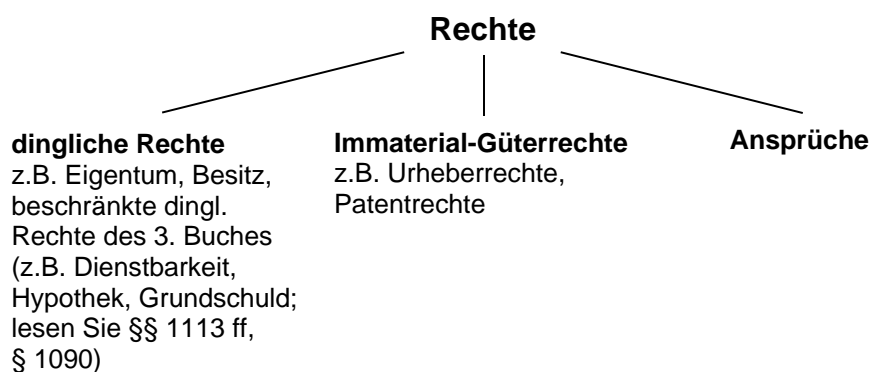 Rechte
dingliche Rechte
z.B. Eigentum, Besitz,
beschränkte dingl.
Rechte des 3. Buches
(z.B. Dienstbarkeit,
Hypothek, Grundschuld;
lesen Sie §§ 1113 ff,
§ 1090)
Immaterial-Güterrechte
z.B. Urheberrechte,
Patentrechte
Ansprüche